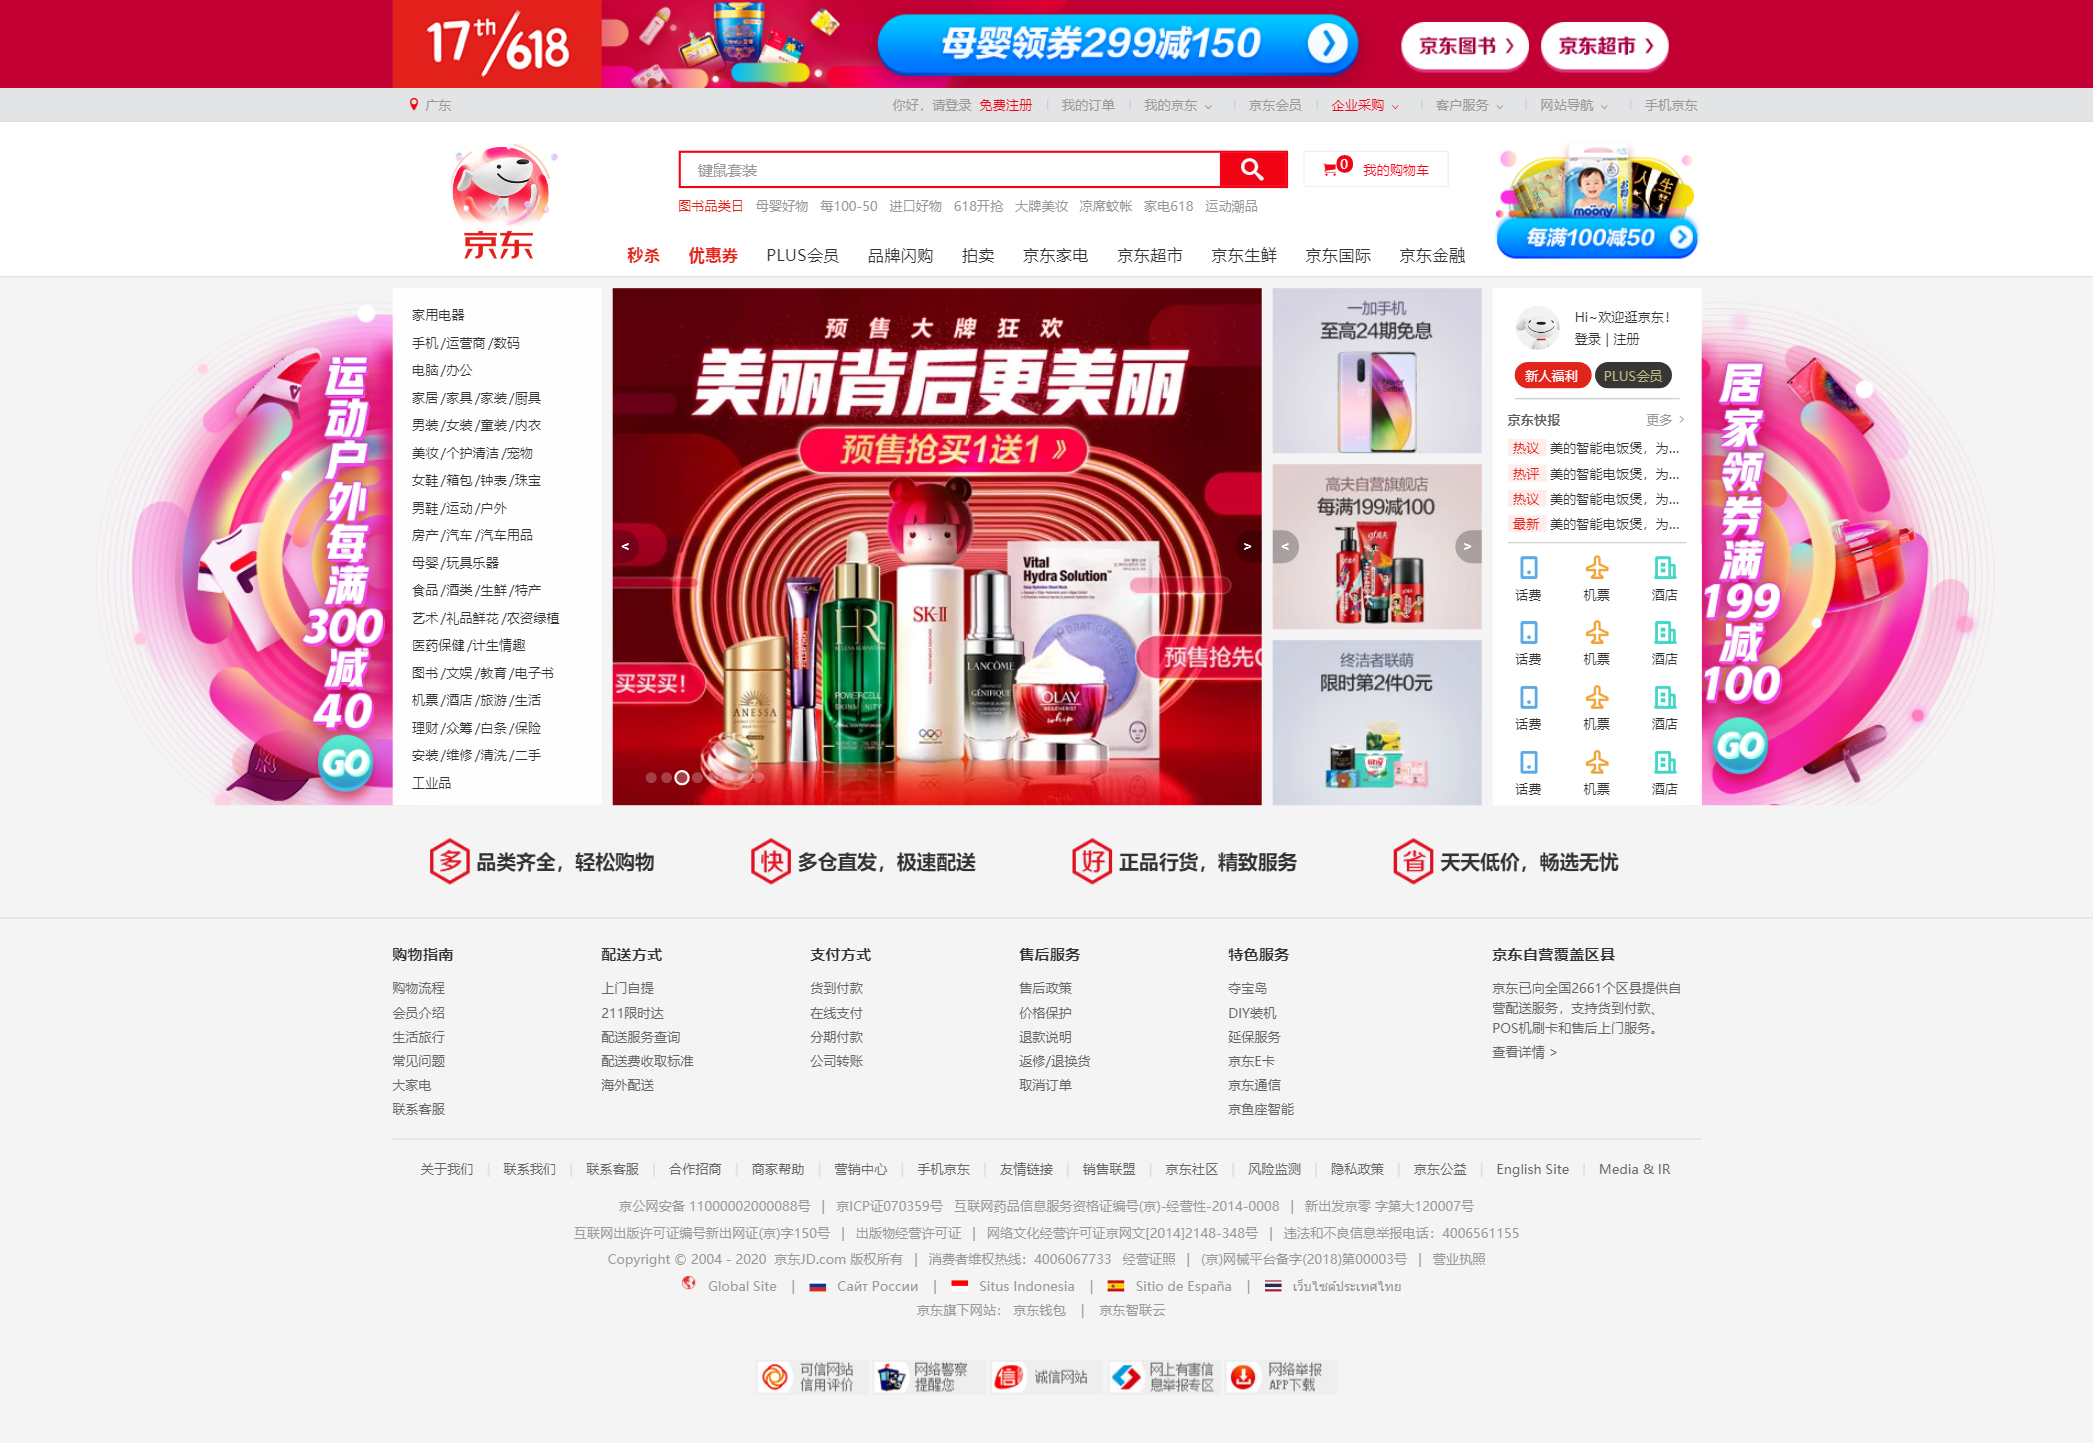 17th/618
母婴领券299减150
京东图书
京东超市
广东
你好，请登录 免费注册
我的订单
我的京东
京东会员
企业采购
客户服务
网站导航
手机京东
京东
键鼠套装
0 我的购物车
图书品类日 母婴好物 每100-50 进口好物 618开抢 大牌美妆 凉席蚊帐 家电618 运动潮品
秒杀 优惠券 PLUS会员 品牌闪购 拍卖 京东家电 京东超市 京东生鲜 京东国际 京东金融
moony
每满100减50
运动户外每满300减40
GO
家用电器
手机/运营商/数码
电脑/办公
家居/家具/家装/厨具
男装/女装/童装/内衣
美妆/个护清洁/宠物
女鞋/箱包/钟表/珠宝
男鞋/运动/户外
房产/汽车/汽车用品
母婴/玩具乐器
食品/酒类/生鲜/特产
艺术/礼品鲜花/农资绿植
医药保健/计生情趣
图书/文娱/教育/电子书
机票/酒店/旅游/生活
理财/众筹/白条/保险
安装/维修/清洗/二手
工业品
预售大牌狂欢
美丽背后更美丽
预售抢买1送1 》
< >
Vital
Hydra Solution™
SK-II
HR
HELENA RUBINSTEIN
POWERCELL
SKINMUNITY
LANCÔME
GÉNIFIQUE
OLAY
whip
ANESSA
买买买！
预售抢先
一加手机
至高24期免息
Never
Settle
高夫自营旗舰店
每满199减100
< >
终洁者联萌
限时第2件0元
Hi~欢迎逛京东！
登录 | 注册
新人福利 PLUS会员
京东快报 更多 >
热议 美的智能电饭煲，为...
热评 美的智能电饭煲，为...
热议 美的智能电饭煲，为...
最新 美的智能电饭煲，为...
话费 机票 酒店
话费 机票 酒店
话费 机票 酒店
话费 机票 酒店
居家领券满199减100
GO
多 品类齐全，轻松购物
快 多仓直发，极速配送
好 正品行货，精致服务
省 天天低价，畅选无忧
购物指南
购物流程
会员介绍
生活旅行
常见问题
大家电
联系客服
配送方式
上门自提
211限时达
配送服务查询
配送费收取标准
海外配送
支付方式
货到付款
在线支付
分期付款
公司转账
售后服务
售后政策
价格保护
退款说明
返修/退换货
取消订单
特色服务
夺宝岛
DIY装机
延保服务
京东E卡
京东通信
京鱼座智能
京东自营覆盖区县
京东已向全国2661个区县提供自
营配送服务，支持货到付款、
POS机刷卡和售后上门服务。
查看详情 >
关于我们 | 联系我们 | 联系客服 | 合作招商 | 商家帮助 | 营销中心 | 手机京东 | 友情链接 | 销售联盟 | 京东社区 | 风险监测 | 隐私政策 | 京东公益 | English Site | Media & IR
京公网安备 11000002000088号 | 京ICP证070359号 互联网药品信息服务资格证编号(京)-经营性-2014-0008 | 新出发京零 字第大120007号
互联网出版许可证编号新出网证(京)字150号 | 出版物经营许可证 | 网络文化经营许可证京网文[2014]2148-348号 | 违法和不良信息举报电话：4006561155
Copyright © 2004 - 2020 京东JD.com 版权所有 | 消费者维权热线：4006067733 经营证照 | (京)网械平台备字(2018)第00003号 | 营业执照
Global Site | Сайт России | Situs Indonesia | Sitio de España | เว็บไซต์ประเทศไทย
京东旗下网站： 京东钱包 | 京东智联云
可信网站
信用评价
网络警察
提醒您
诚信网站
网上有害信
息举报专区
网络举报
APP下载